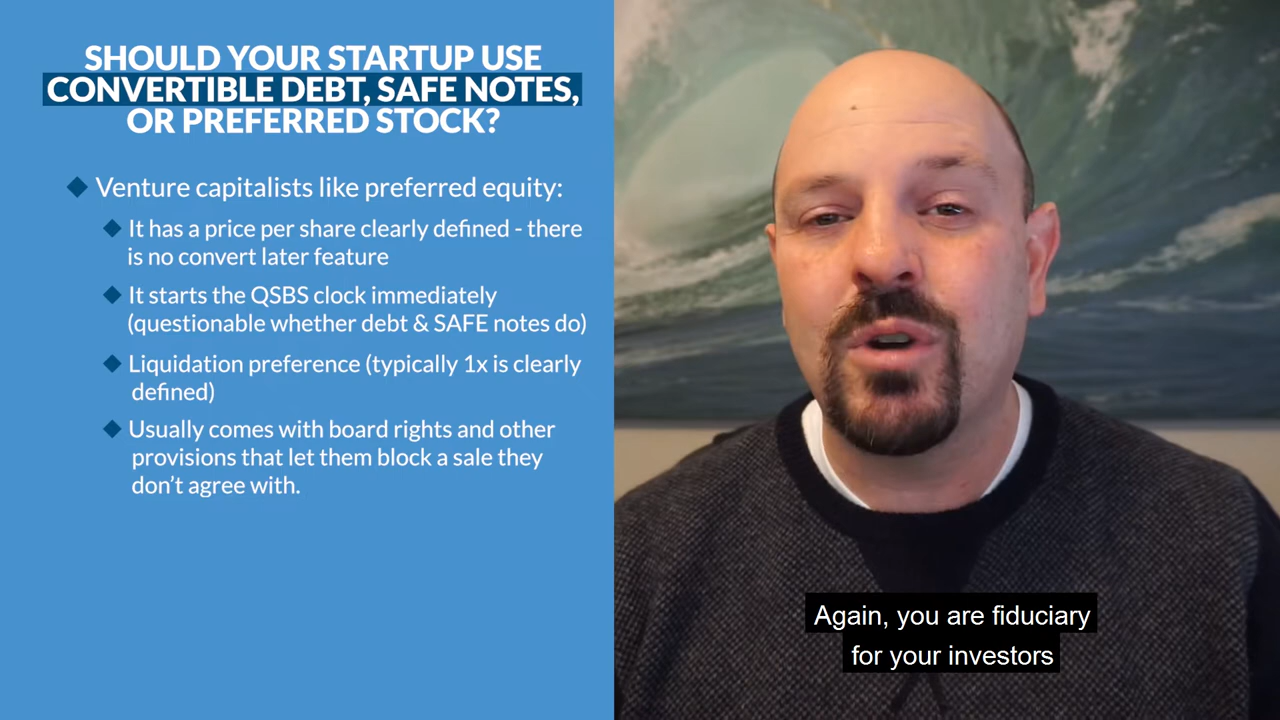 SHOULD YOUR STARTUP USE
CONVERTIBLE DEBT, SAFE NOTES,
OR PREFERRED STOCK?
Venture capitalists like preferred equity:
It has a price per share clearly defined - there
is no convert later feature
It starts the QSBS clock immediately
(questionable whether debt & SAFE notes do)
Liquidation preference (typically 1x is clearly
defined)
Usually comes with board rights and other
provisions that let them block a sale they
don't agree with.
Again, you are fiduciary
for your investors